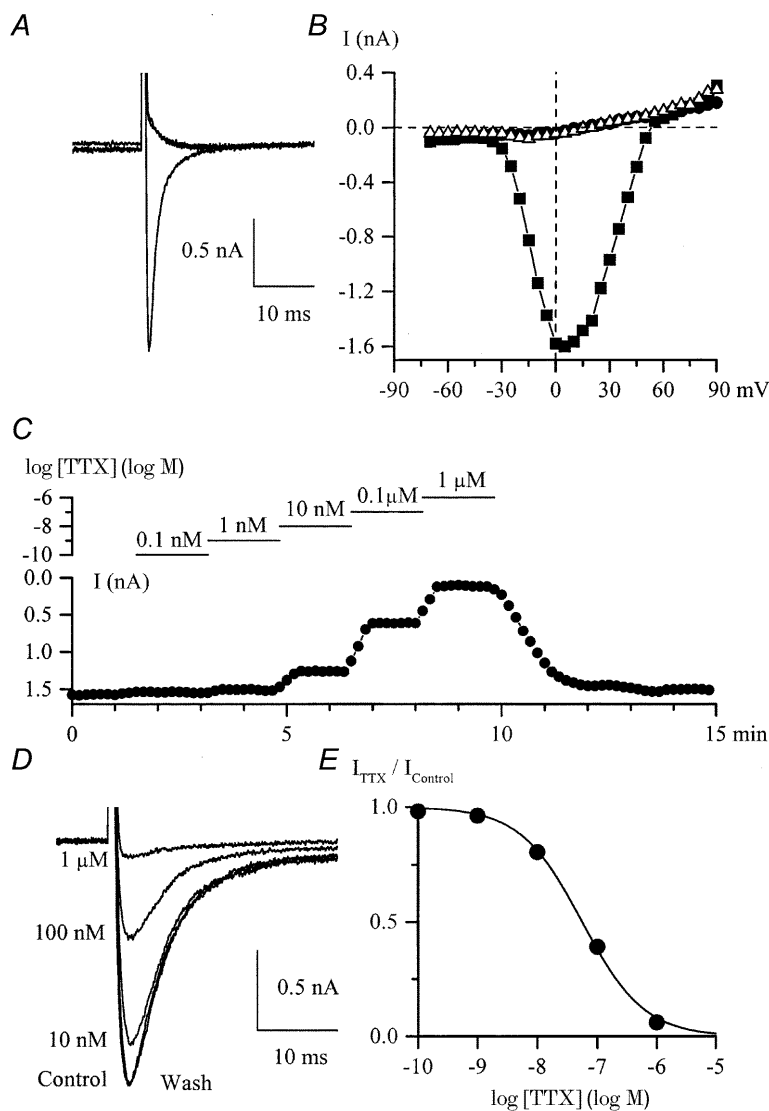 A
0.5 nA
10 ms
B
I (nA)
0.4
0.0
-0.4
-0.8
-1.2
-1.6
-90 -60 -30 0 30 60 90 mV
C
log [TTX] (log M)
-6
-8
-10
0.1 nM 1 nM 10 nM 0.1µM 1 µM
I (nA)
0.0
0.5
1.0
1.5
0 5 10 15 min
D
1 µM
100 nM
10 nM
Control Wash
0.5 nA
10 ms
E
I_TTX / I_Control
1.0
0.5
0.0
-10 -9 -8 -7 -6 -5
log [TTX] (log M)